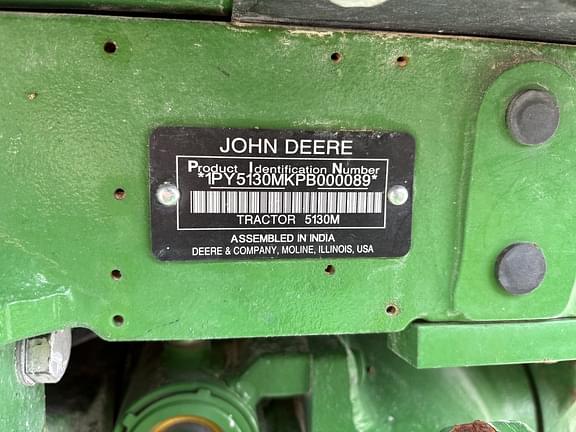 JOHN DEERE
Product Identification Number
*1PY5130MKPB000089*
TRACTOR 5130M
ASSEMBLED IN INDIA
DEERE & COMPANY, MOLINE, ILLINOIS, USA